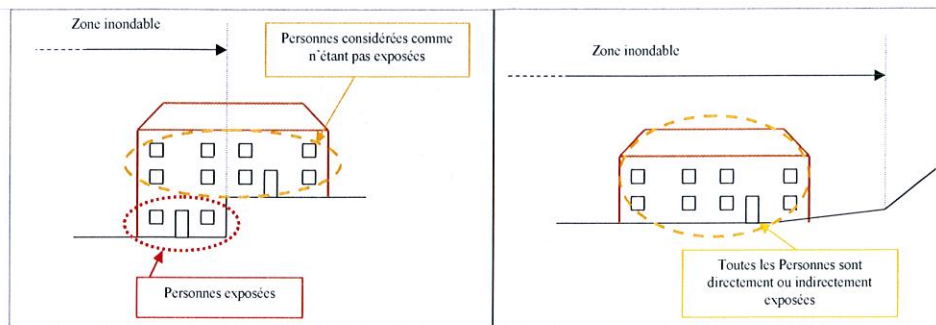 Zone inondable
Personnes considérées comme
n'étant pas exposées
Personnes exposées
Zone inondable
Toutes les Personnes sont
directement ou indirectement
exposées